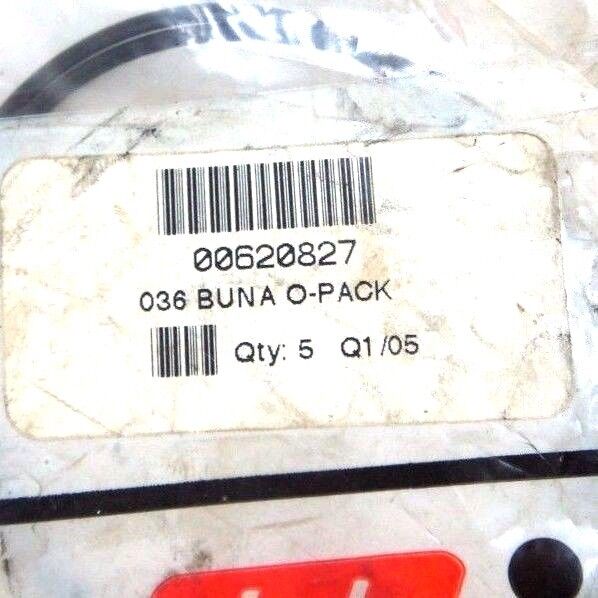 00620827
036 BUNA O-PACK
Qty: 5 Q1/05